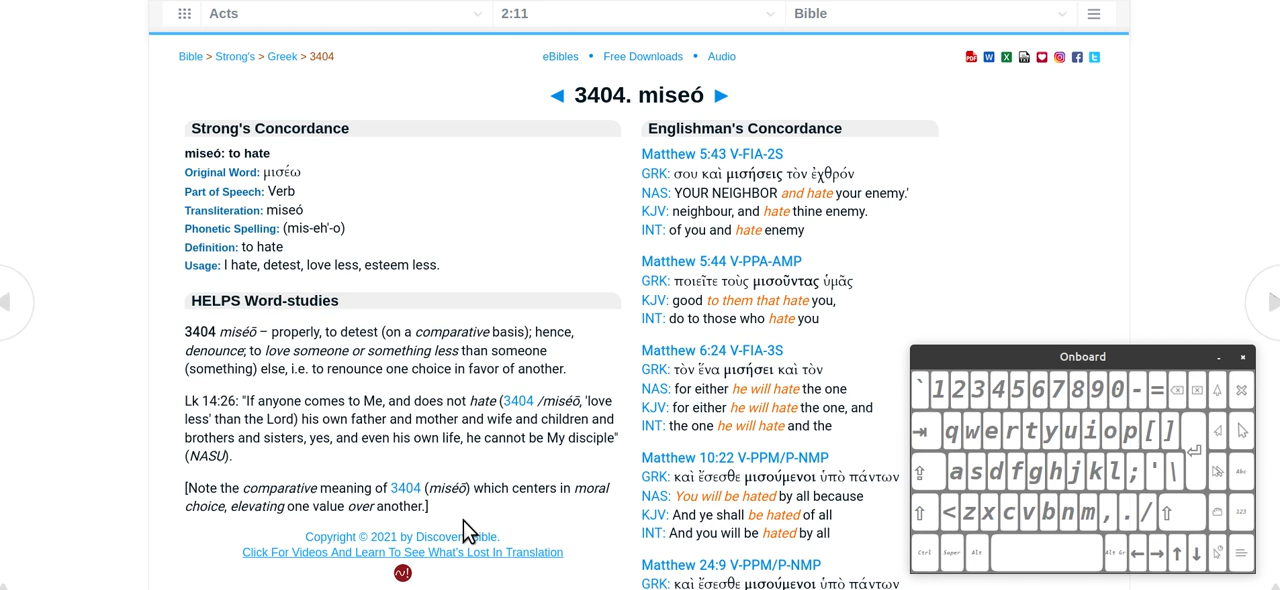 Acts 2:11 Bible
Bible > Strong's > Greek > 3404
eBibles • Free Downloads • Audio
◄ 3404. miseó ►
Strong's Concordance
miseó: to hate
Original Word: μισέω
Part of Speech: Verb
Transliteration: miseó
Phonetic Spelling: (mis-eh'-o)
Definition: to hate
Usage: I hate, detest, love less, esteem less.
HELPS Word-studies
3404 miséō – properly, to detest (on a comparative basis); hence,
denounce; to love someone or something less than someone
(something) else, i.e. to renounce one choice in favor of another.
Lk 14:26: "If anyone comes to Me, and does not hate (3404 /miséō, 'love
less' than the Lord) his own father and mother and wife and children and
brothers and sisters, yes, and even his own life, he cannot be My disciple"
(NASU).
[Note the comparative meaning of 3404 (miséō) which centers in moral
choice, elevating one value over another.]
Copyright © 2021 by Discover Bible.
Click For Videos And Learn To See What's Lost In Translation
Englishman's Concordance
Matthew 5:43 V-FIA-2S
GRK: σου καὶ μισήσεις τὸν ἐχθρόν
NAS: YOUR NEIGHBOR and hate your enemy.'
KJV: neighbour, and hate thine enemy.
INT: of you and hate enemy
Matthew 5:44 V-PPA-AMP
GRK: ποιεῖτε τοὺς μισοῦντας ὑμᾶς
KJV: good to them that hate you,
INT: do to those who hate you
Matthew 6:24 V-FIA-3S
GRK: τὸν ἕνα μισήσει καὶ τὸν
NAS: for either he will hate the one
KJV: for either he will hate the one, and
INT: the one he will hate and the
Matthew 10:22 V-PPM/P-NMP
GRK: καὶ ἔσεσθε μισούμενοι ὑπὸ πάντων
NAS: You will be hated by all because
KJV: And ye shall be hated of all
INT: And you will be hated by all
Matthew 24:9 V-PPM/P-NMP
GRK: καὶ ἔσεσθε μισούμενοι ὑπὸ πάντων
Onboard
` 1 2 3 4 5 6 7 8 9 0 - =
q w e r t y u i o p [ ]
a s d f g h j k l ; ' \ Abc
< z x c v b n m , . / 123
Ctrl Super Alt Alt Gr